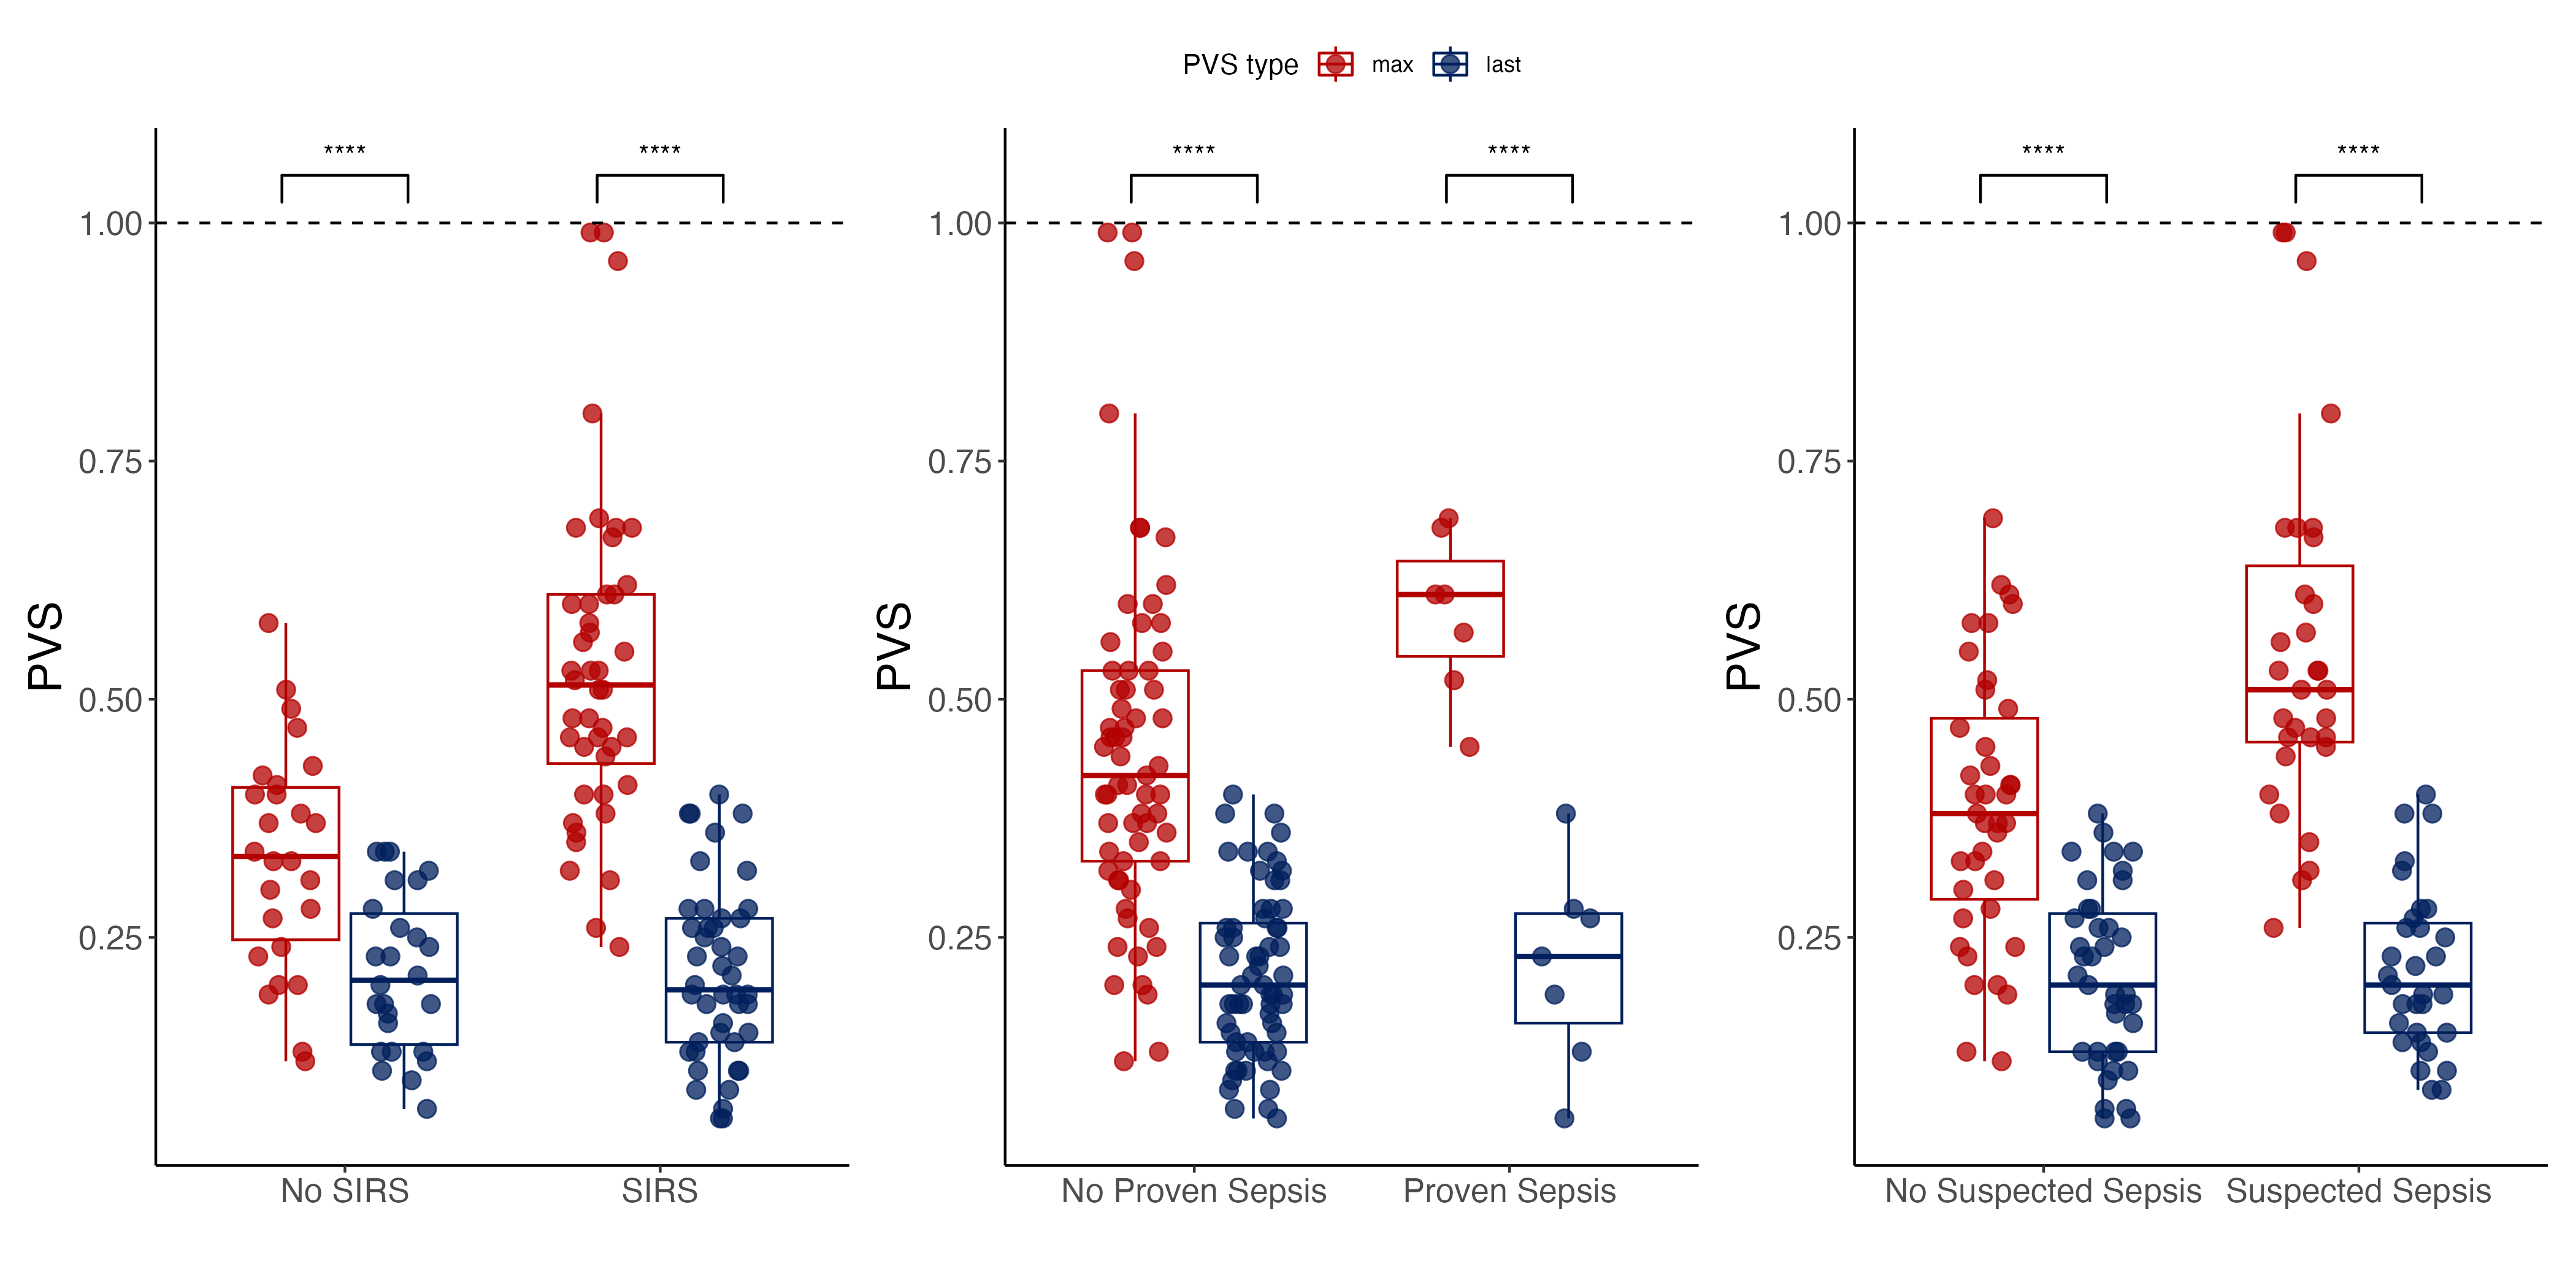 PVS type max last
**** ****
1.00
0.75
0.50
0.25
PVS
No SIRS SIRS
**** ****
1.00
0.75
0.50
0.25
PVS
No Proven Sepsis Proven Sepsis
**** ****
1.00
0.75
0.50
0.25
PVS
No Suspected Sepsis Suspected Sepsis